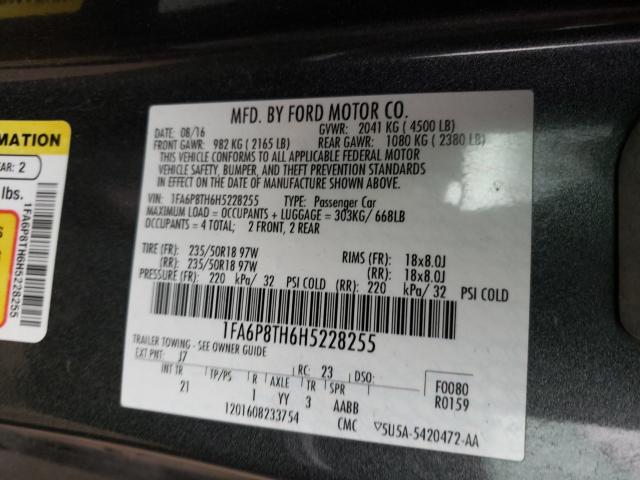 MFD. BY FORD MOTOR CO.
DATE: 08/16 GVWR: 2041 KG ( 4500 LB)
FRONT GAWR: 982 KG ( 2165 LB) REAR GAWR: 1080 KG ( 2380 LB)
THIS VEHICLE CONFORMS TO ALL APPLICABLE FEDERAL MOTOR
VEHICLE SAFETY, BUMPER, AND THEFT PREVENTION STANDARDS
IN EFFECT ON THE DATE OF MANUFACTURE SHOWN ABOVE.
VIN: 1FA6P8TH6H5228255 TYPE: Passenger Car
MAXIMUM LOAD = OCCUPANTS + LUGGAGE = 303KG/ 668LB
OCCUPANTS = 4 TOTAL; 2 FRONT, 2 REAR
TIRE (FR): 235/50R18 97W RIMS (FR): 18x8.0J
(RR): 235/50R18 97W (RR): 18x8.0J
PRESSURE (FR): 220 kPa/ 32 PSI COLD (RR): 220 kPa/ 32 PSI COLD
1FA6P8TH6H5228255
TRAILER TOWING - SEE OWNER GUIDE
EXT PNT: J7 RC: 23 DSO:
INT TR TP/PS R AXLE TR SPR
21 I YY 3 AABB
1201608233754 CMC
F0080
R0159
▽5U5A-5420472-AA
RMATION
EAR: 2
lbs.
1FA6P8TH6H5228255